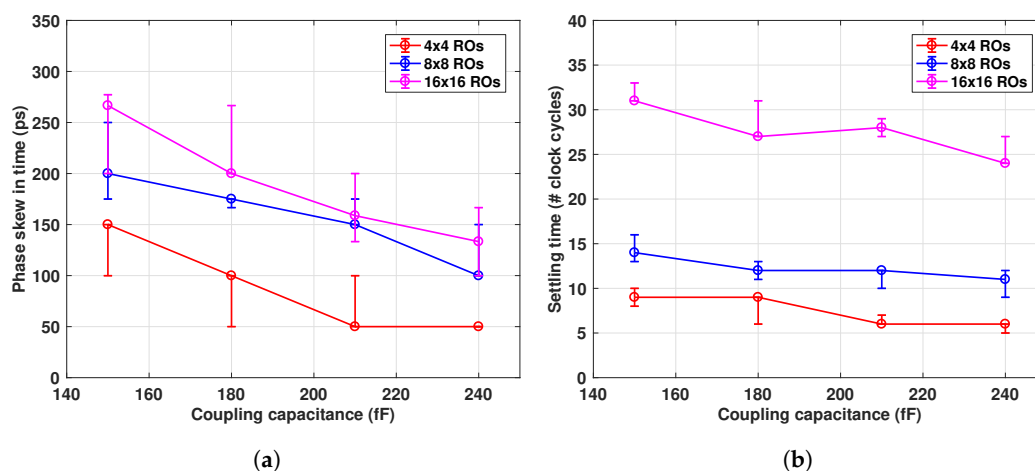 350
300
250
200
150
100
50
0
Phase skew in time (ps)
4x4 ROs
8x8 ROs
16x16 ROs
140 160 180 200 220 240
Coupling capacitance (fF)
(a)
40
35
30
25
20
15
10
5
0
Settling time (# clock cycles)
4x4 ROs
8x8 ROs
16x16 ROs
140 160 180 200 220 240
Coupling capacitance (fF)
(b)